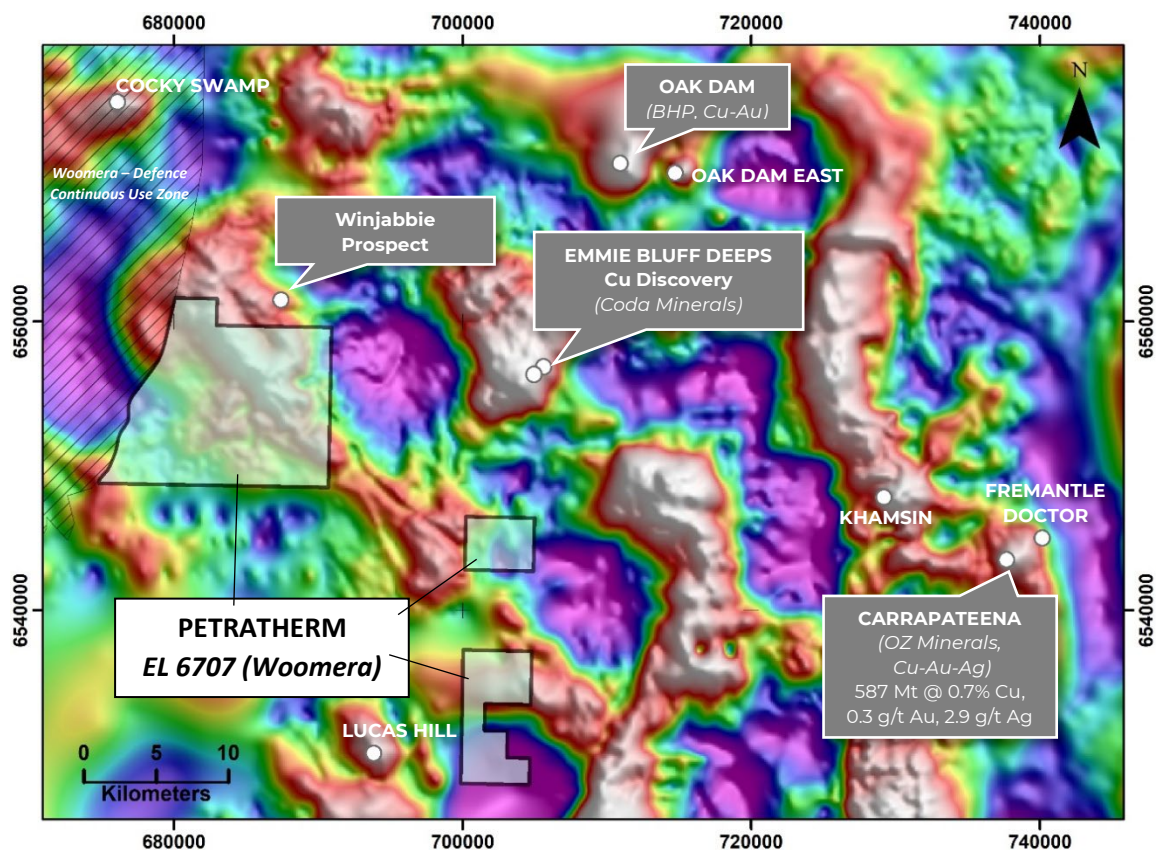 680000
700000
720000
740000
N
COCKY SWAMP
OAK DAM
(BHP, Cu-Au)
OAK DAM EAST
Woomera – Defence
Continuous Use Zone
Winjabbie
Prospect
EMMIE BLUFF DEEPS
Cu Discovery
(Coda Minerals)
6560000
6560000
KHAMSIN
FREMANTLE
DOCTOR
6540000
6540000
PETRATHERM
EL 6707 (Woomera)
CARRAPATEENA
(OZ Minerals,
Cu-Au-Ag)
587 Mt @ 0.7% Cu,
0.3 g/t Au, 2.9 g/t Ag
LUCAS HILL
0 5 10
Kilometers
680000
700000
720000
740000